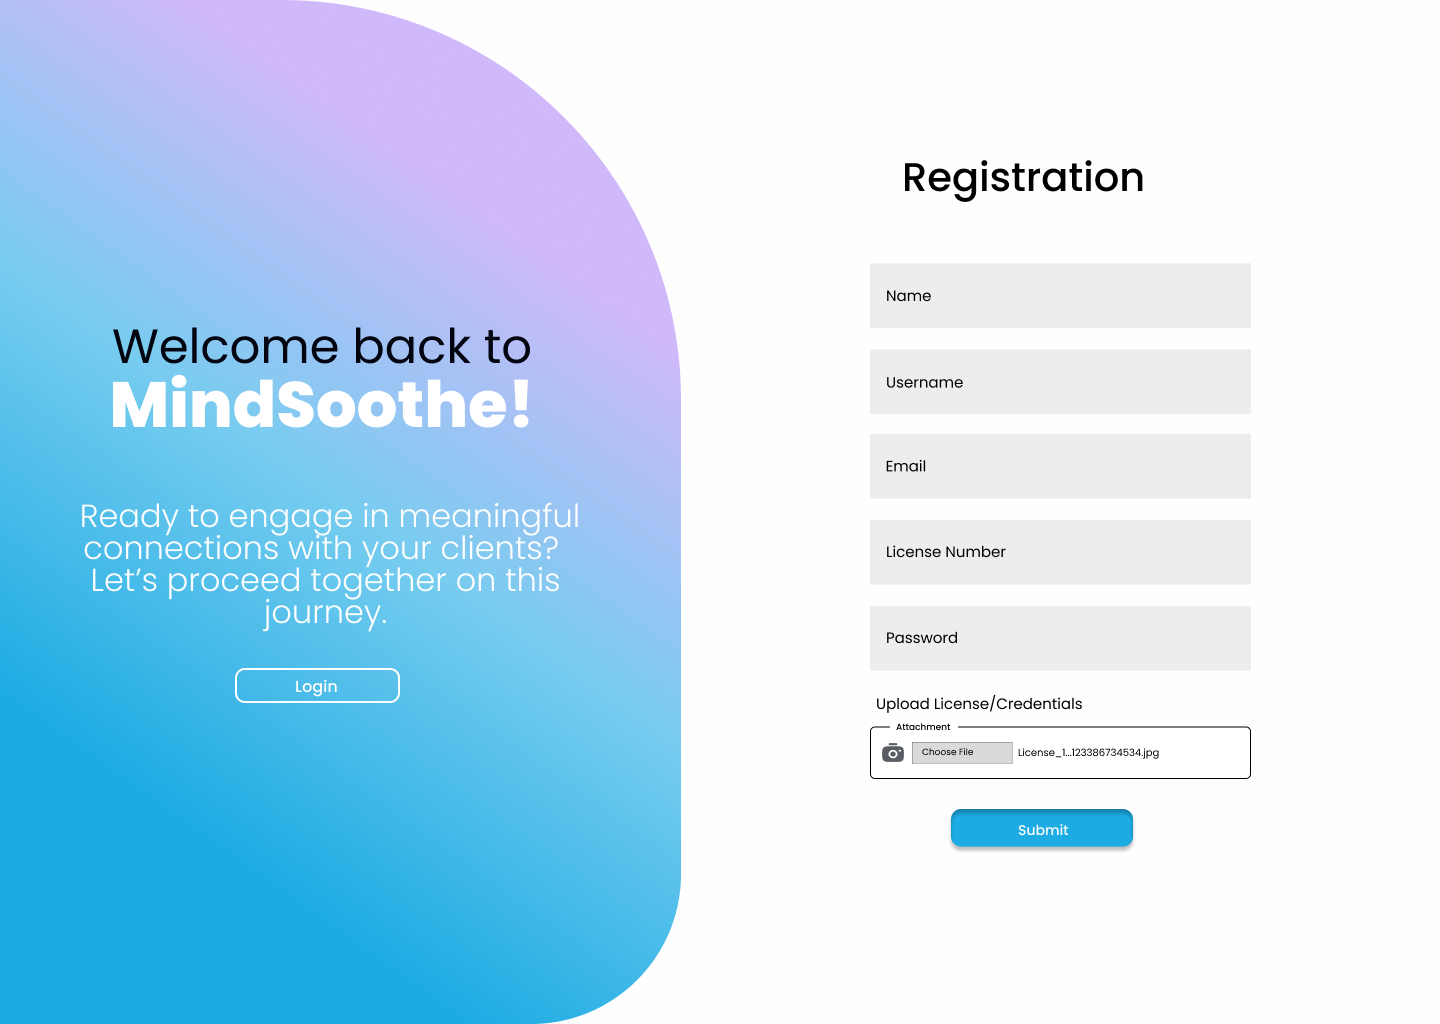 Welcome back to
MindSoothe!
Ready to engage in meaningful
connections with your clients?
Let’s proceed together on this
journey.
Login
Registration
Name
Username
Email
License Number
Password
Upload License/Credentials
Attachment
Choose File License_1...123386734534.jpg
Submit